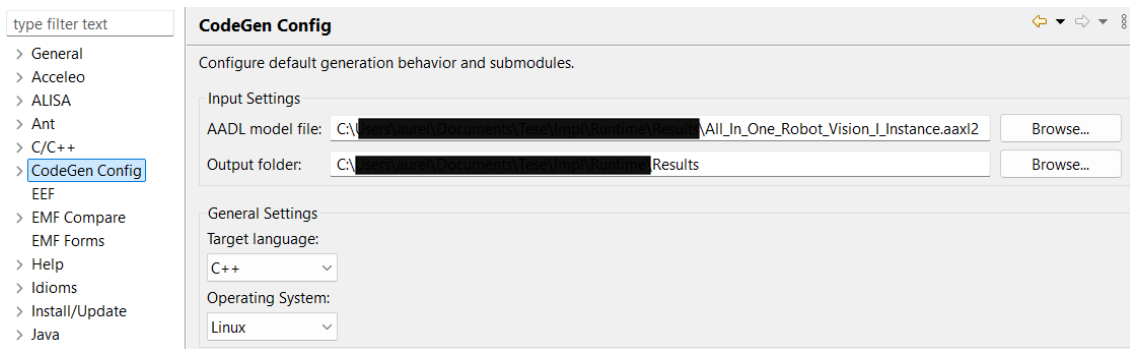 type filter text
General
Acceleo
ALISA
Ant
C/C++
CodeGen Config
EEF
EMF Compare
EMF Forms
Help
Idioms
Install/Update
Java
CodeGen Config
Configure default generation behavior and submodules.
Input Settings
AADL model file: C:\ \All_In_One_Robot_Vision_I_Instance.aaxl2 Browse...
Output folder: C:\ Results Browse...
General Settings
Target language:
C++
Operating System:
Linux